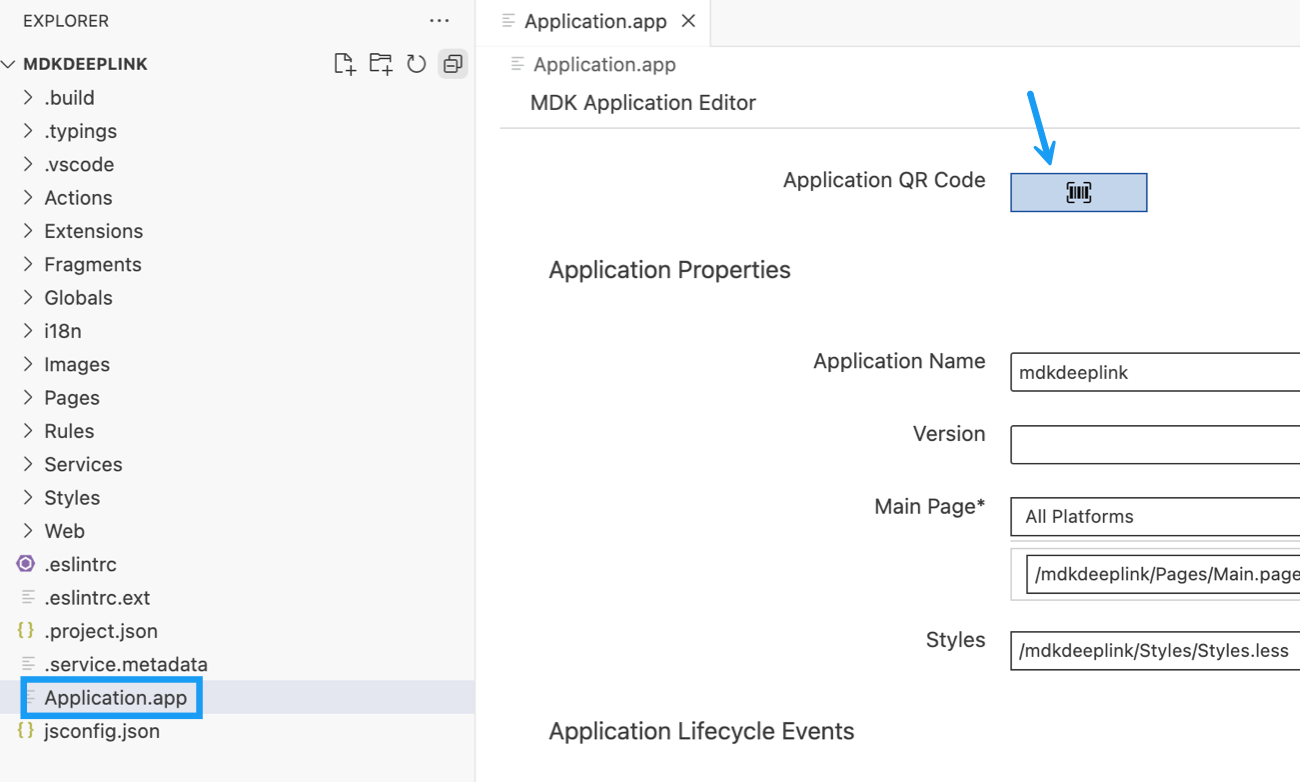 EXPLORER
MDKDEEPLINK
.build
.typings
.vscode
Actions
Extensions
Fragments
Globals
i18n
Images
Pages
Rules
Services
Styles
Web
.eslintrc
.eslintrc.ext
.project.json
.service.metadata
Application.app
jsconfig.json
Application.app
Application.app
MDK Application Editor
Application QR Code
Application Properties
Application Name
mdkdeeplink
Version
Main Page*
All Platforms
/mdkdeeplink/Pages/Main.page
Styles
/mdkdeeplink/Styles/Styles.less
Application Lifecycle Events